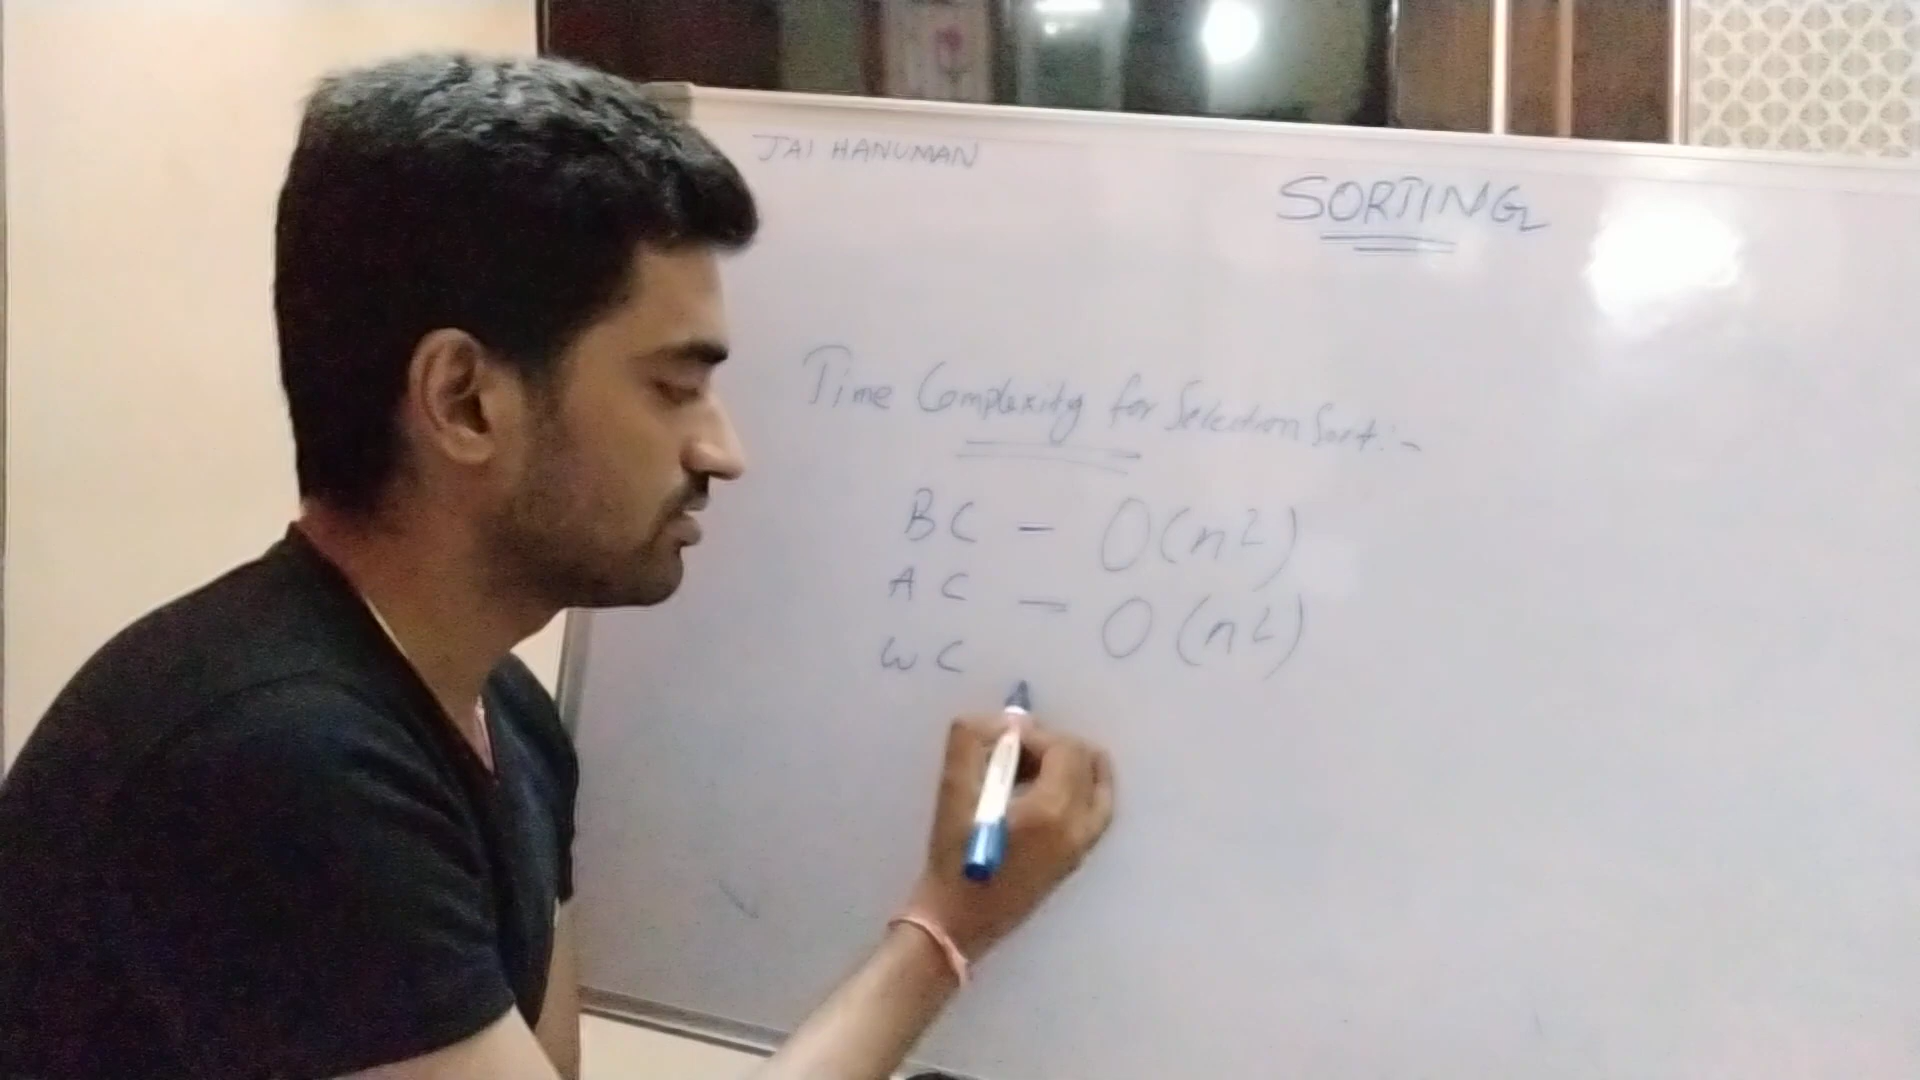 JAI HANUMAN
SORTING
Time Complexity for Selection Sort:-
BC - O(n2)
AC - O(n2)
WC